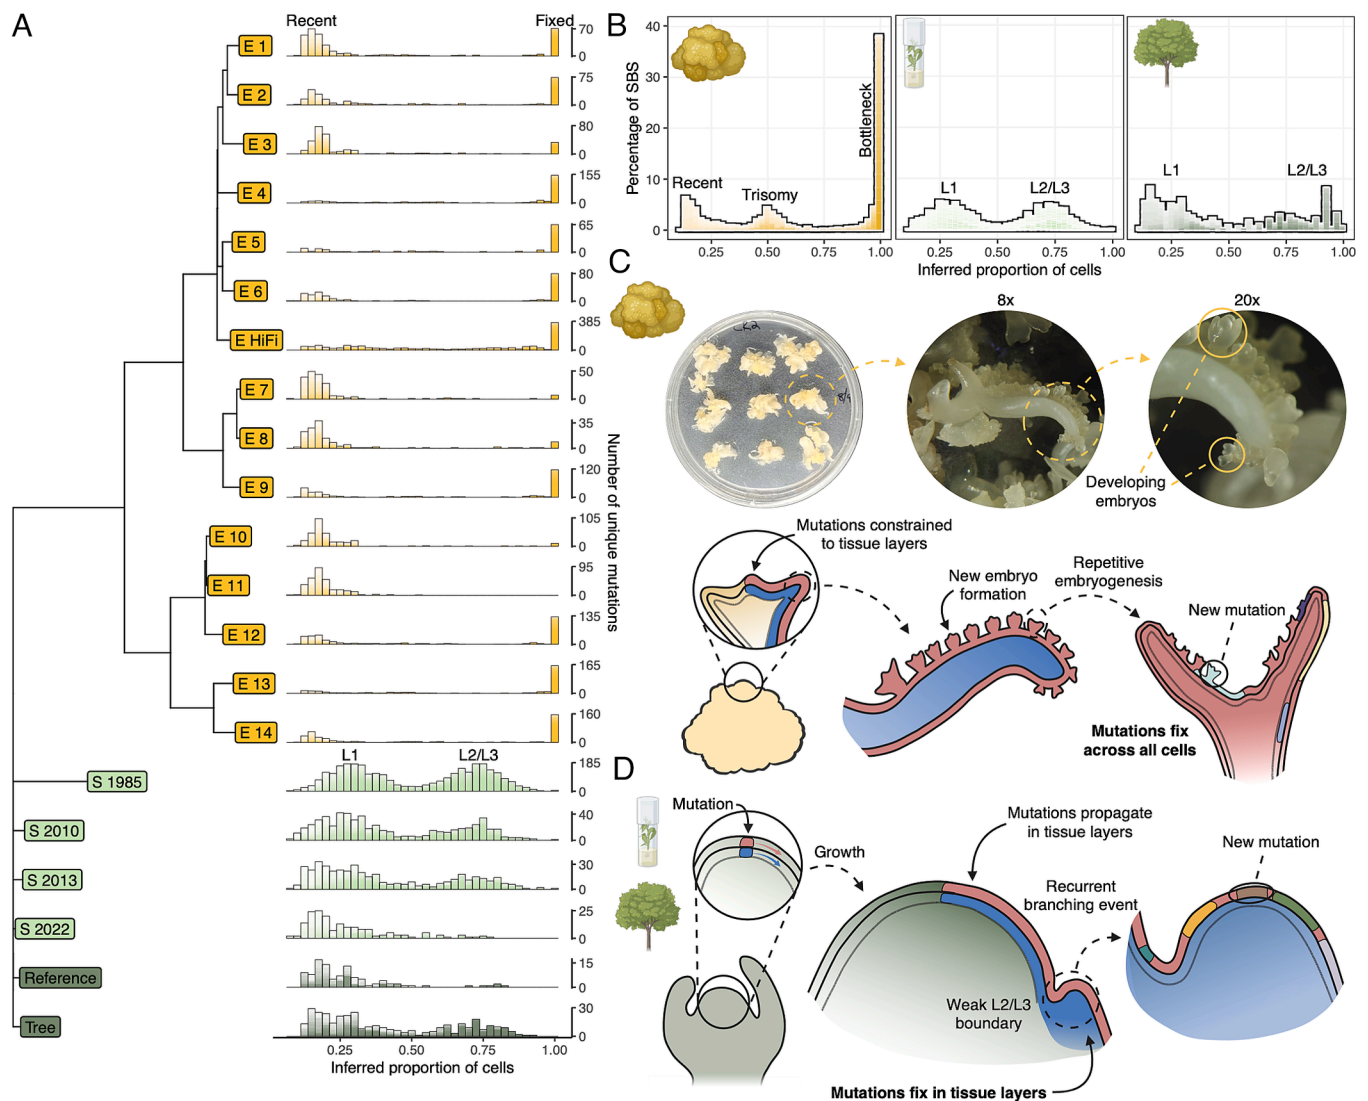 A
Recent
Fixed
E 1
70
0
E 2
75
0
E 3
80
0
E 4
155
0
E 5
65
0
E 6
80
0
E HiFi
385
0
E 7
50
0
E 8
35
0
E 9
120
0
E 10
105
0
E 11
95
0
E 12
135
0
E 13
165
0
E 14
160
0
L1
L2/L3
S 1985
185
0
S 2010
40
0
S 2013
30
0
S 2022
25
0
Reference
15
0
Tree
30
0
0.25
0.50
0.75
1.00
Inferred proportion of cells
Number of unique mutations
B
Percentage of SBS
40
30
20
10
0
Recent
Trisomy
Bottleneck
L1
L2/L3
L1
L2/L3
0.25
0.50
0.75
1.00
0.25
0.50
0.75
1.00
0.25
0.50
0.75
1.00
Inferred proportion of cells
C
8x
20x
Developing
embryos
Mutations constrained
to tissue layers
New embryo
formation
Repetitive
embryogenesis
New mutation
Mutations fix
across all cells
D
Mutation
Growth
Mutations propagate
in tissue layers
Recurrent
branching event
New mutation
Weak L2/L3
boundary
Mutations fix in tissue layers